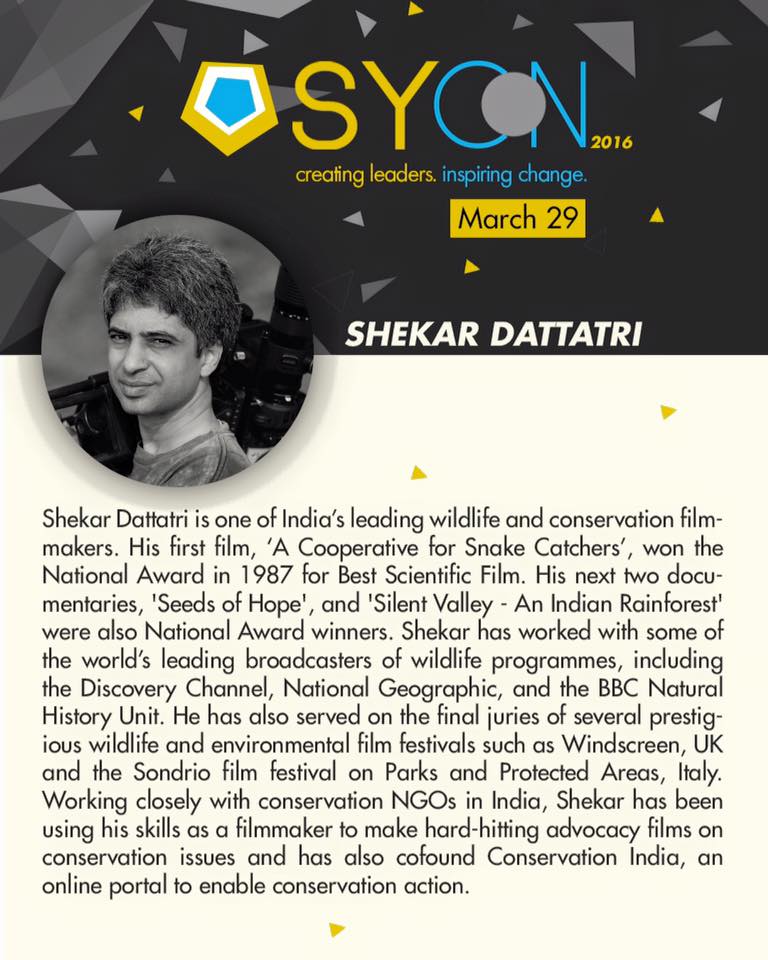 SYON 2016
creating leaders. inspiring change.
March 29
SHEKAR DATTATRI
Shekar Dattatri is one of India's leading wildlife and conservation film-
makers. His first film, ‘A Cooperative for Snake Catchers’, won the
National Award in 1987 for Best Scientific Film. His next two docu-
mentaries, 'Seeds of Hope', and 'Silent Valley - An Indian Rainforest'
were also National Award winners. Shekar has worked with some of
the world’s leading broadcasters of wildlife programmes, including
the Discovery Channel, National Geographic, and the BBC Natural
History Unit. He has also served on the final juries of several prestig-
ious wildlife and environmental film festivals such as Windscreen, UK
and the Sondrio film festival on Parks and Protected Areas, Italy.
Working closely with conservation NGOs in India, Shekar has been
using his skills as a filmmaker to make hard-hitting advocacy films on
conservation issues and has also cofound Conservation India, an
online portal to enable conservation action.